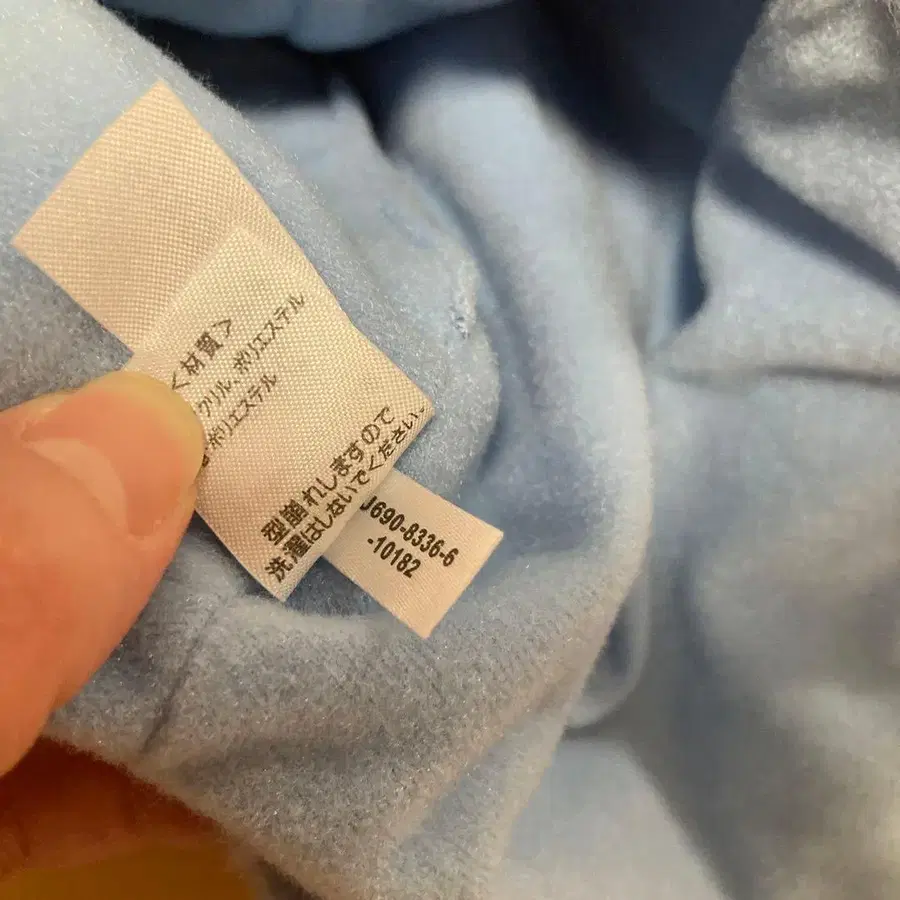 <材質>
クリル、ポリエステル
ポリエステル
型崩れしますので
洗濯はしないでください。
J690-8336-6
-10182